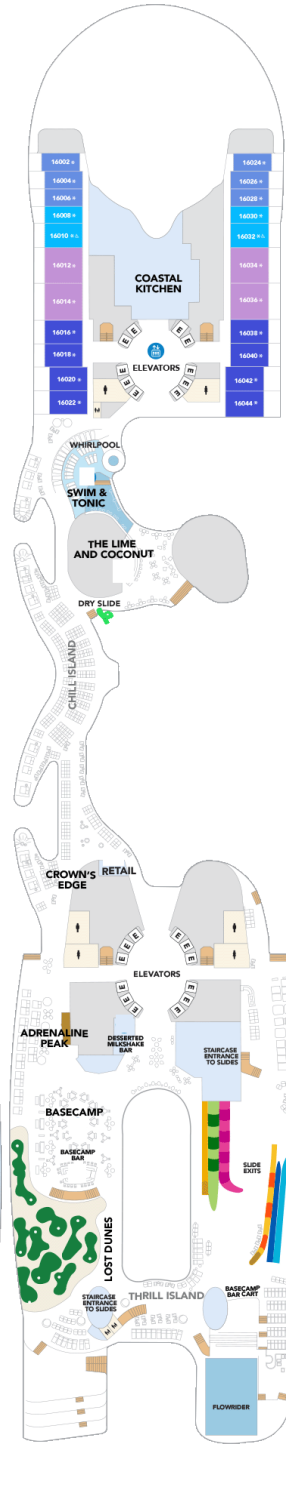 16002
16004
16006
16008
16010
16012
16014
16016
16018
16020
16022
16024
16026
16028
16030
16032
16034
16036
16038
16040
16042
16044
COASTAL
KITCHEN
E E E
E E E
ELEVATORS
E E E
E E E
M
WHIRLPOOL
SWIM &
TONIC
THE LIME
AND COCONUT
DRY SLIDE
CHILL ISLAND
CROWN'S
EDGE
RETAIL
E E E
E E E
ELEVATORS
E E E
E E E
ADRENALINE
PEAK
DESSERTED
MILKSHAKE
BAR
STAIRCASE
ENTRANCE
TO SLIDES
BASECAMP
BASECAMP
BAR
SLIDE
EXITS
LOST DUNES
THRILL ISLAND
STAIRCASE
ENTRANCE
TO SLIDES
M M
BASECAMP
BAR CART
FLOWRIDER